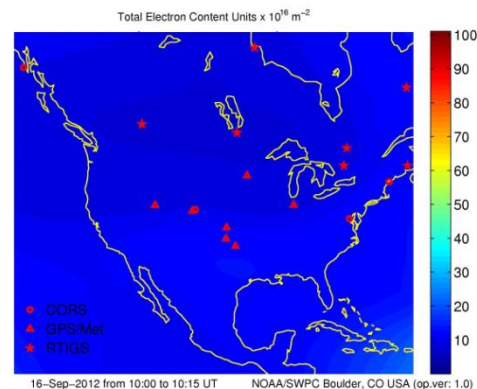 Total Electron Content Units x 10^16 m^-2
100
90
80
70
60
50
40
30
20
10
0
CORS
GPS/Met
RTIGS
16-Sep-2012 from 10:00 to 10:15 UT NOAA/SWPC Boulder, CO USA (op.ver: 1.0)